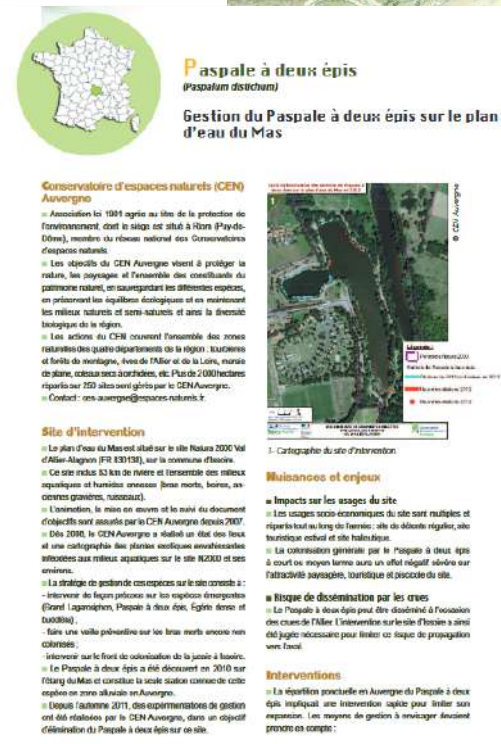 Paspale à deux épis
(Paspalum distichum)
Gestion du Paspale à deux épis sur le plan
d'eau du Mas
Conservatoire d'espaces naturels (CEN)
Auvergne
Association loi 1901 agrée au titre de la protection de
l'environnement, dont le siège est situé à Riom (Puy-de-
Dôme), membre du réseau national des Conservatoires
d'espaces naturels.
Les objectifs du CEN Auvergne visent à protéger la
nature, les paysages et l'ensemble des constituants du
patrimoine naturel, en sauvegardant les différentes espèces,
en préservant les équilibres écologiques et en maintenant
les milieux naturels et semi-naturels et ainsi la diversité
biologique de la région.
Les actions du CEN couvrent l'ensemble des zones
naturelles des quatre départements de la région : tourbières
et forêts de montagne, rives de l'Allier et de la Loire, marais
de plaine, coteaux secs à orchidées, etc. Plus de 2 000 hectares
répartis sur 250 sites sont gérés par le CEN Auvergne.
Contact : cen-auvergne@espaces-naturels.fr
Site d'intervention
Le plan d'eau du Mas est situé sur le site Natura 2000 Val
d'Allier-Alagnon (FR 830138), sur la commune d'Issoire.
Ce site inclus 53 km de rivière et l'ensemble des milieux
aquatiques et humides annexes (bras morts, boires, an-
ciennes gravières, ruisseaux).
L'animation, la mise en œuvre et le suivi du document
d'objectifs sont assurés par le CEN Auvergne depuis 2007.
Dès 2008, le CEN Auvergne a réalisé un état des lieux
et une cartographie des plantes exotiques envahissantes
inféodées aux milieux aquatiques sur le site N2000 et ses
environs.
La stratégie de gestion de ces espèces sur le site consiste à :
- intervenir de façon précoce sur les espèces émergentes
(Grand Lagarosiphon, Paspale à deux épis, Egérie dense et
buddleia) ;
- faire une veille préventive sur les bras morts encore non
colonisés ;
- intervenir sur le front de colonisation de la jussie à Issoire.
Le Paspale à deux épis a été découvert en 2010 sur
l'étang du Mas et constitue la seule station connue de cette
espèce en zone alluviale en Auvergne.
Depuis l'automne 2011, des expérimentations de gestion
ont été réalisées par le CEN Auvergne, dans un objectif
d'élimination du Paspale à deux épis sur ce site.
1
© CEN Auvergne
Légende :
1- Cartographie du site d'intervention
Nuisances et enjeux
Impacts sur les usages du site
Les usages socio-économiques du site sont multiples et
répartis tout au long de l'année : site de détente régulier, site
touristique estival et site halieutique.
La colonisation générale par le Paspale à deux épis
à court ou moyen terme aura un effet négatif sévère sur
l'attractivité paysagère, touristique et piscicole du site.
Risque de dissémination par les crues
Le Paspale à deux épis peut être disséminé à l'occasion
des crues de l'Allier. L'intervention sur le site d'Issoire a ainsi
été jugée nécessaire pour limiter ce risque de propagation
vers l'aval.
Interventions
La répartition ponctuelle en Auvergne du Paspale à deux
épis impliquait une intervention rapide pour limiter son
expansion. Les moyens de gestion à envisager devaient
prendre en compte :